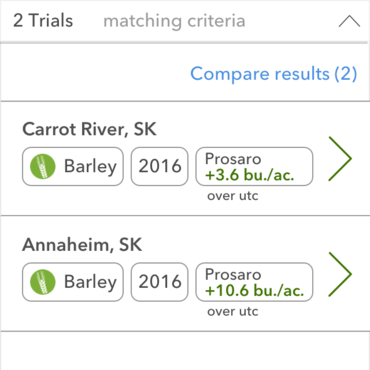 2 Trials matching criteria
Compare results (2)
Carrot River, SK
Barley 2016 Prosaro
+3.6 bu./ac.
over utc
Annaheim, SK
Barley 2016 Prosaro
+10.6 bu./ac.
over utc